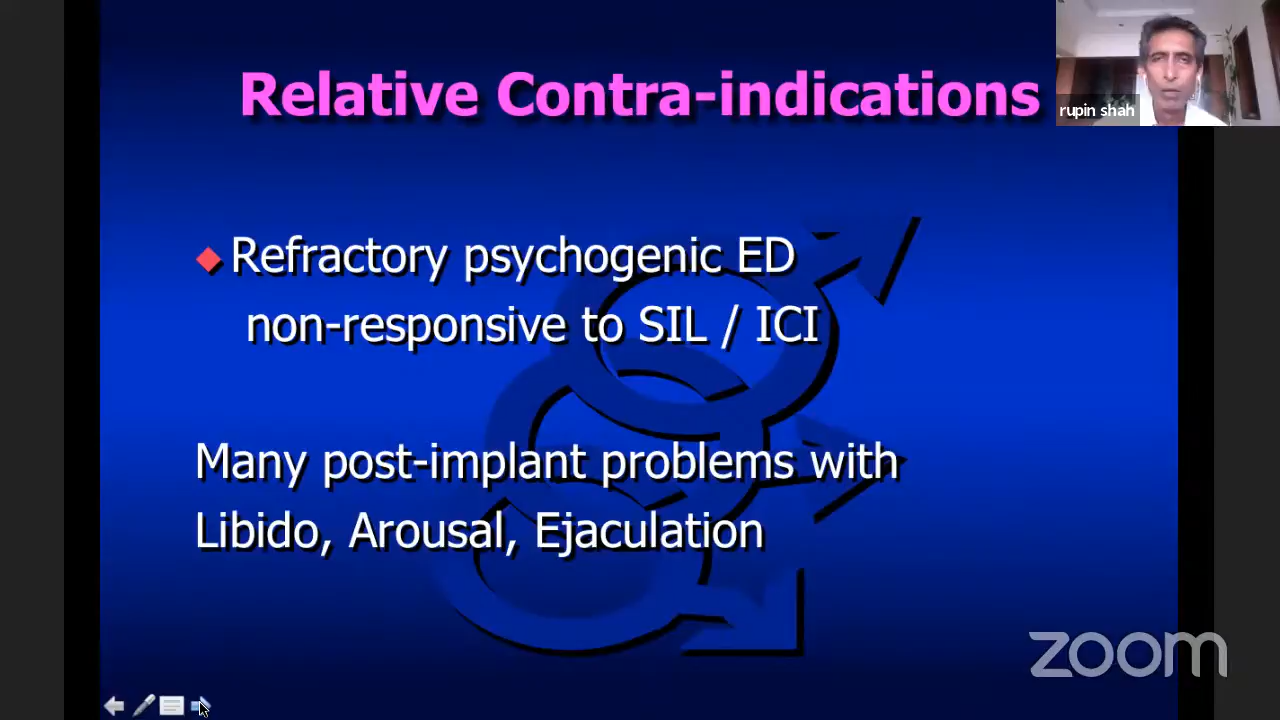 Relative Contra-indications
rupin shah
Refractory psychogenic ED
non-responsive to SIL / ICI
Many post-implant problems with
Libido, Arousal, Ejaculation
zoom